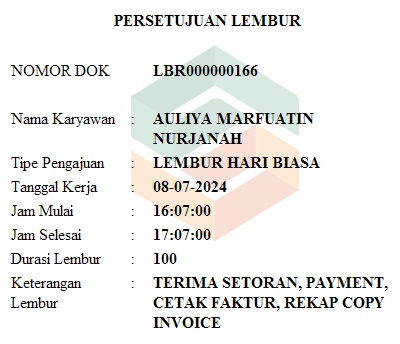 PERSETUJUAN LEMBUR
NOMOR DOK LBR000000166
Nama Karyawan : AULIYA MARFUATIN
NURJANAH
Tipe Pengajuan : LEMBUR HARI BIASA
Tanggal Kerja : 08-07-2024
Jam Mulai : 16:07:00
Jam Selesai : 17:07:00
Durasi Lembur : 100
Keterangan : TERIMA SETORAN, PAYMENT,
Lembur CETAK FAKTUR, REKAP COPY
INVOICE